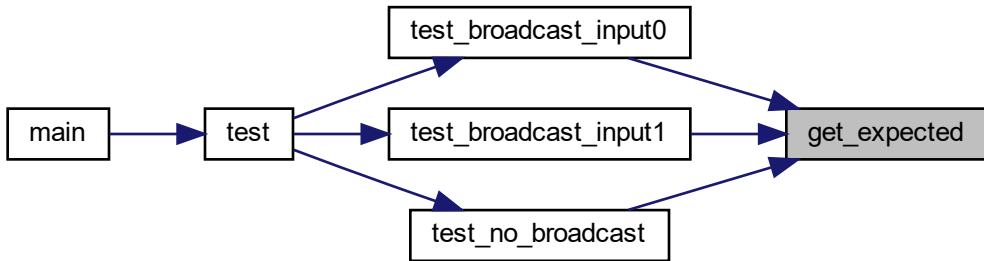 main
test
test_broadcast_input0
test_broadcast_input1
test_no_broadcast
get_expected